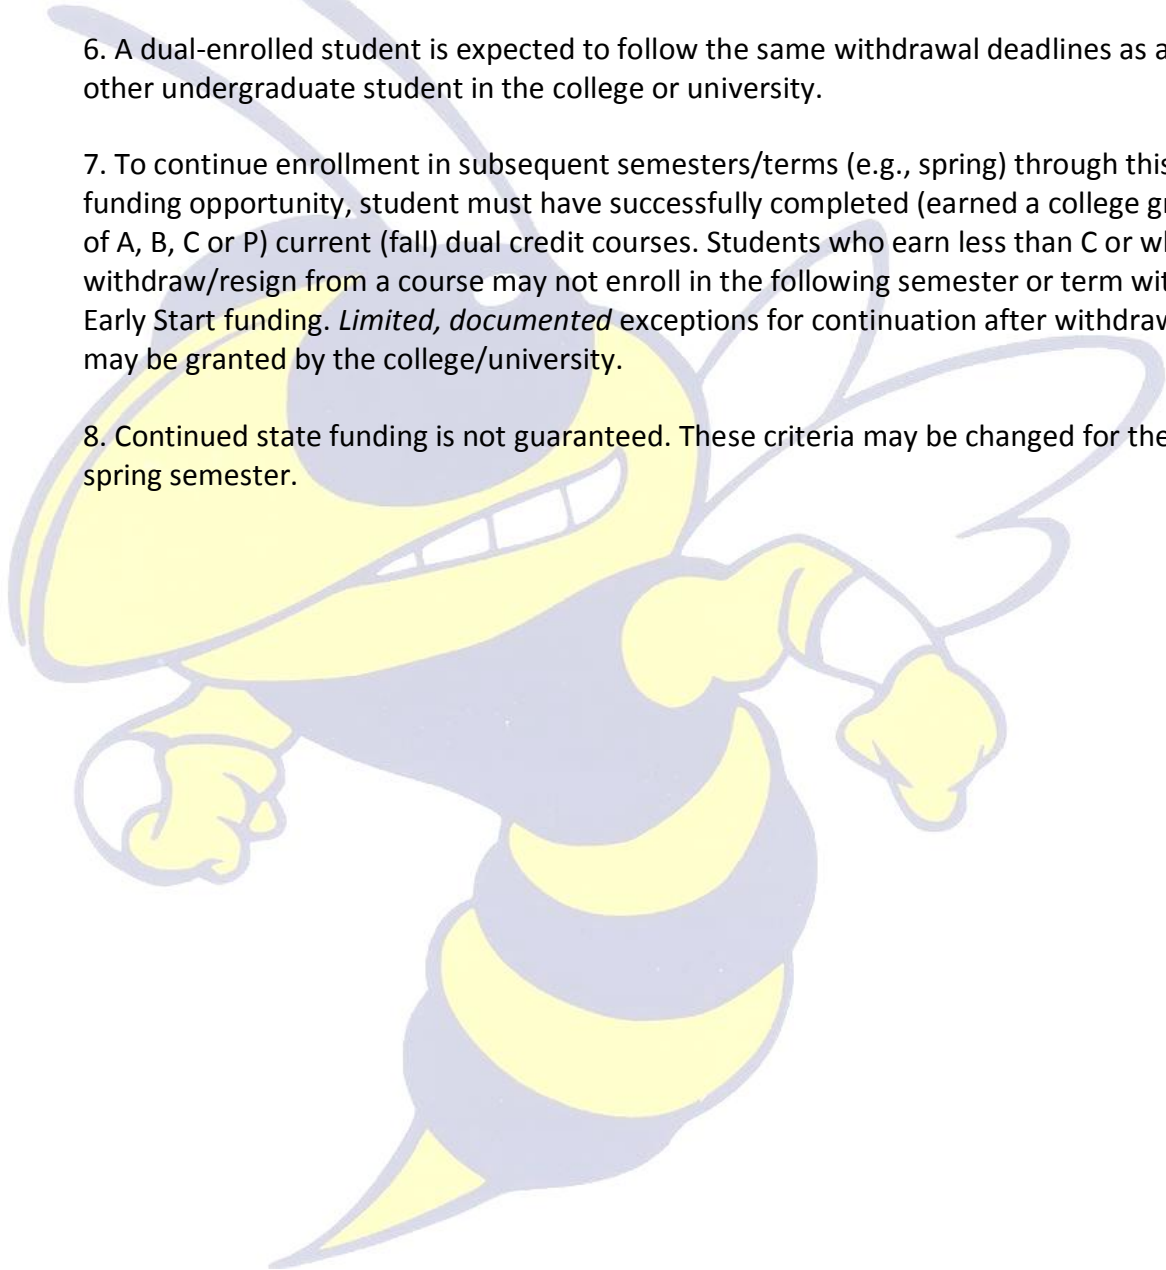 6. A dual-enrolled student is expected to follow the same withdrawal deadlines as
other undergraduate student in the college or university.
7. To continue enrollment in subsequent semesters/terms (e.g., spring) through this
funding opportunity, student must have successfully completed (earned a college
of A, B, C or P) current (fall) dual credit courses. Students who earn less than C or
withdraw/resign from a course may not enroll in the following semester or term
Early Start funding. Limited, documented exceptions for continuation after
may be granted by the college/university.
8. Continued state funding is not guaranteed. These criteria may be changed for the
spring semester.